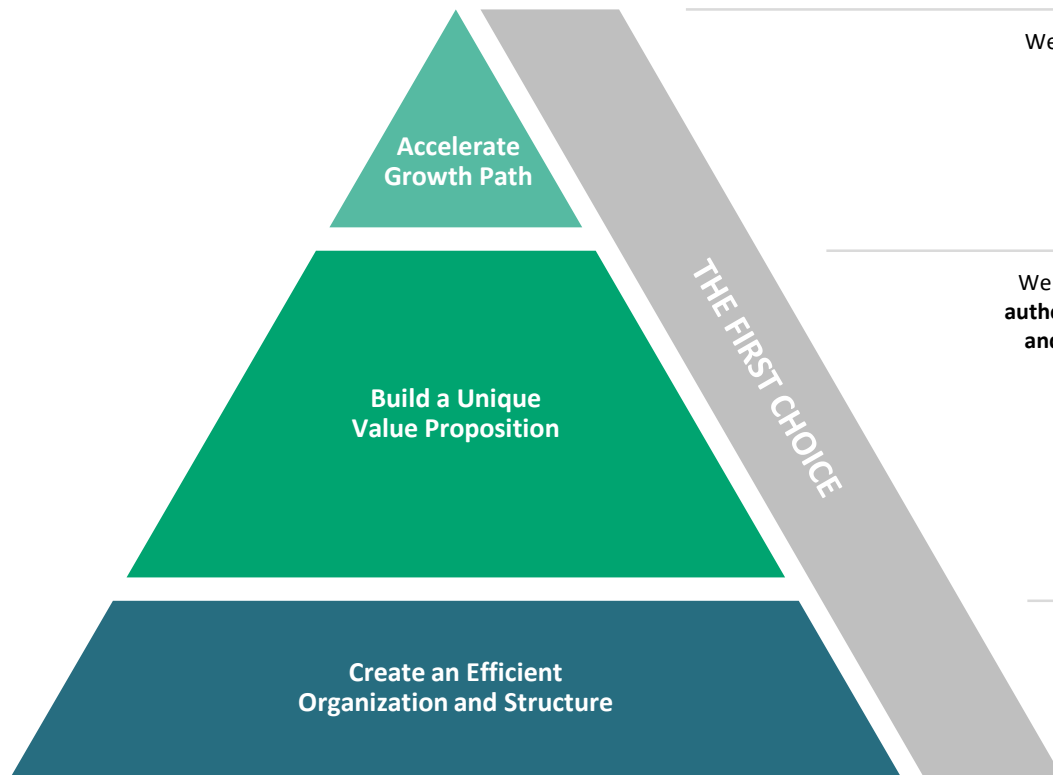 We
Accelerate
Growth Path
THE FIRST CHOICE
We
and
Build a Unique
Value Proposition
Create an Efficient
Organization and Structure